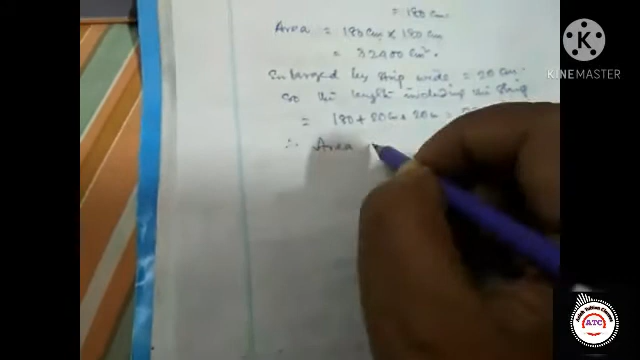 = 180 cm
Area = 180 cm × 180 cm
= 32400 cm².
Enlarged by strip wide = 20 cm
So the length including the strip
= 180 + 20 cm + 20 cm =
∴ Area
KINEMASTER
ATC